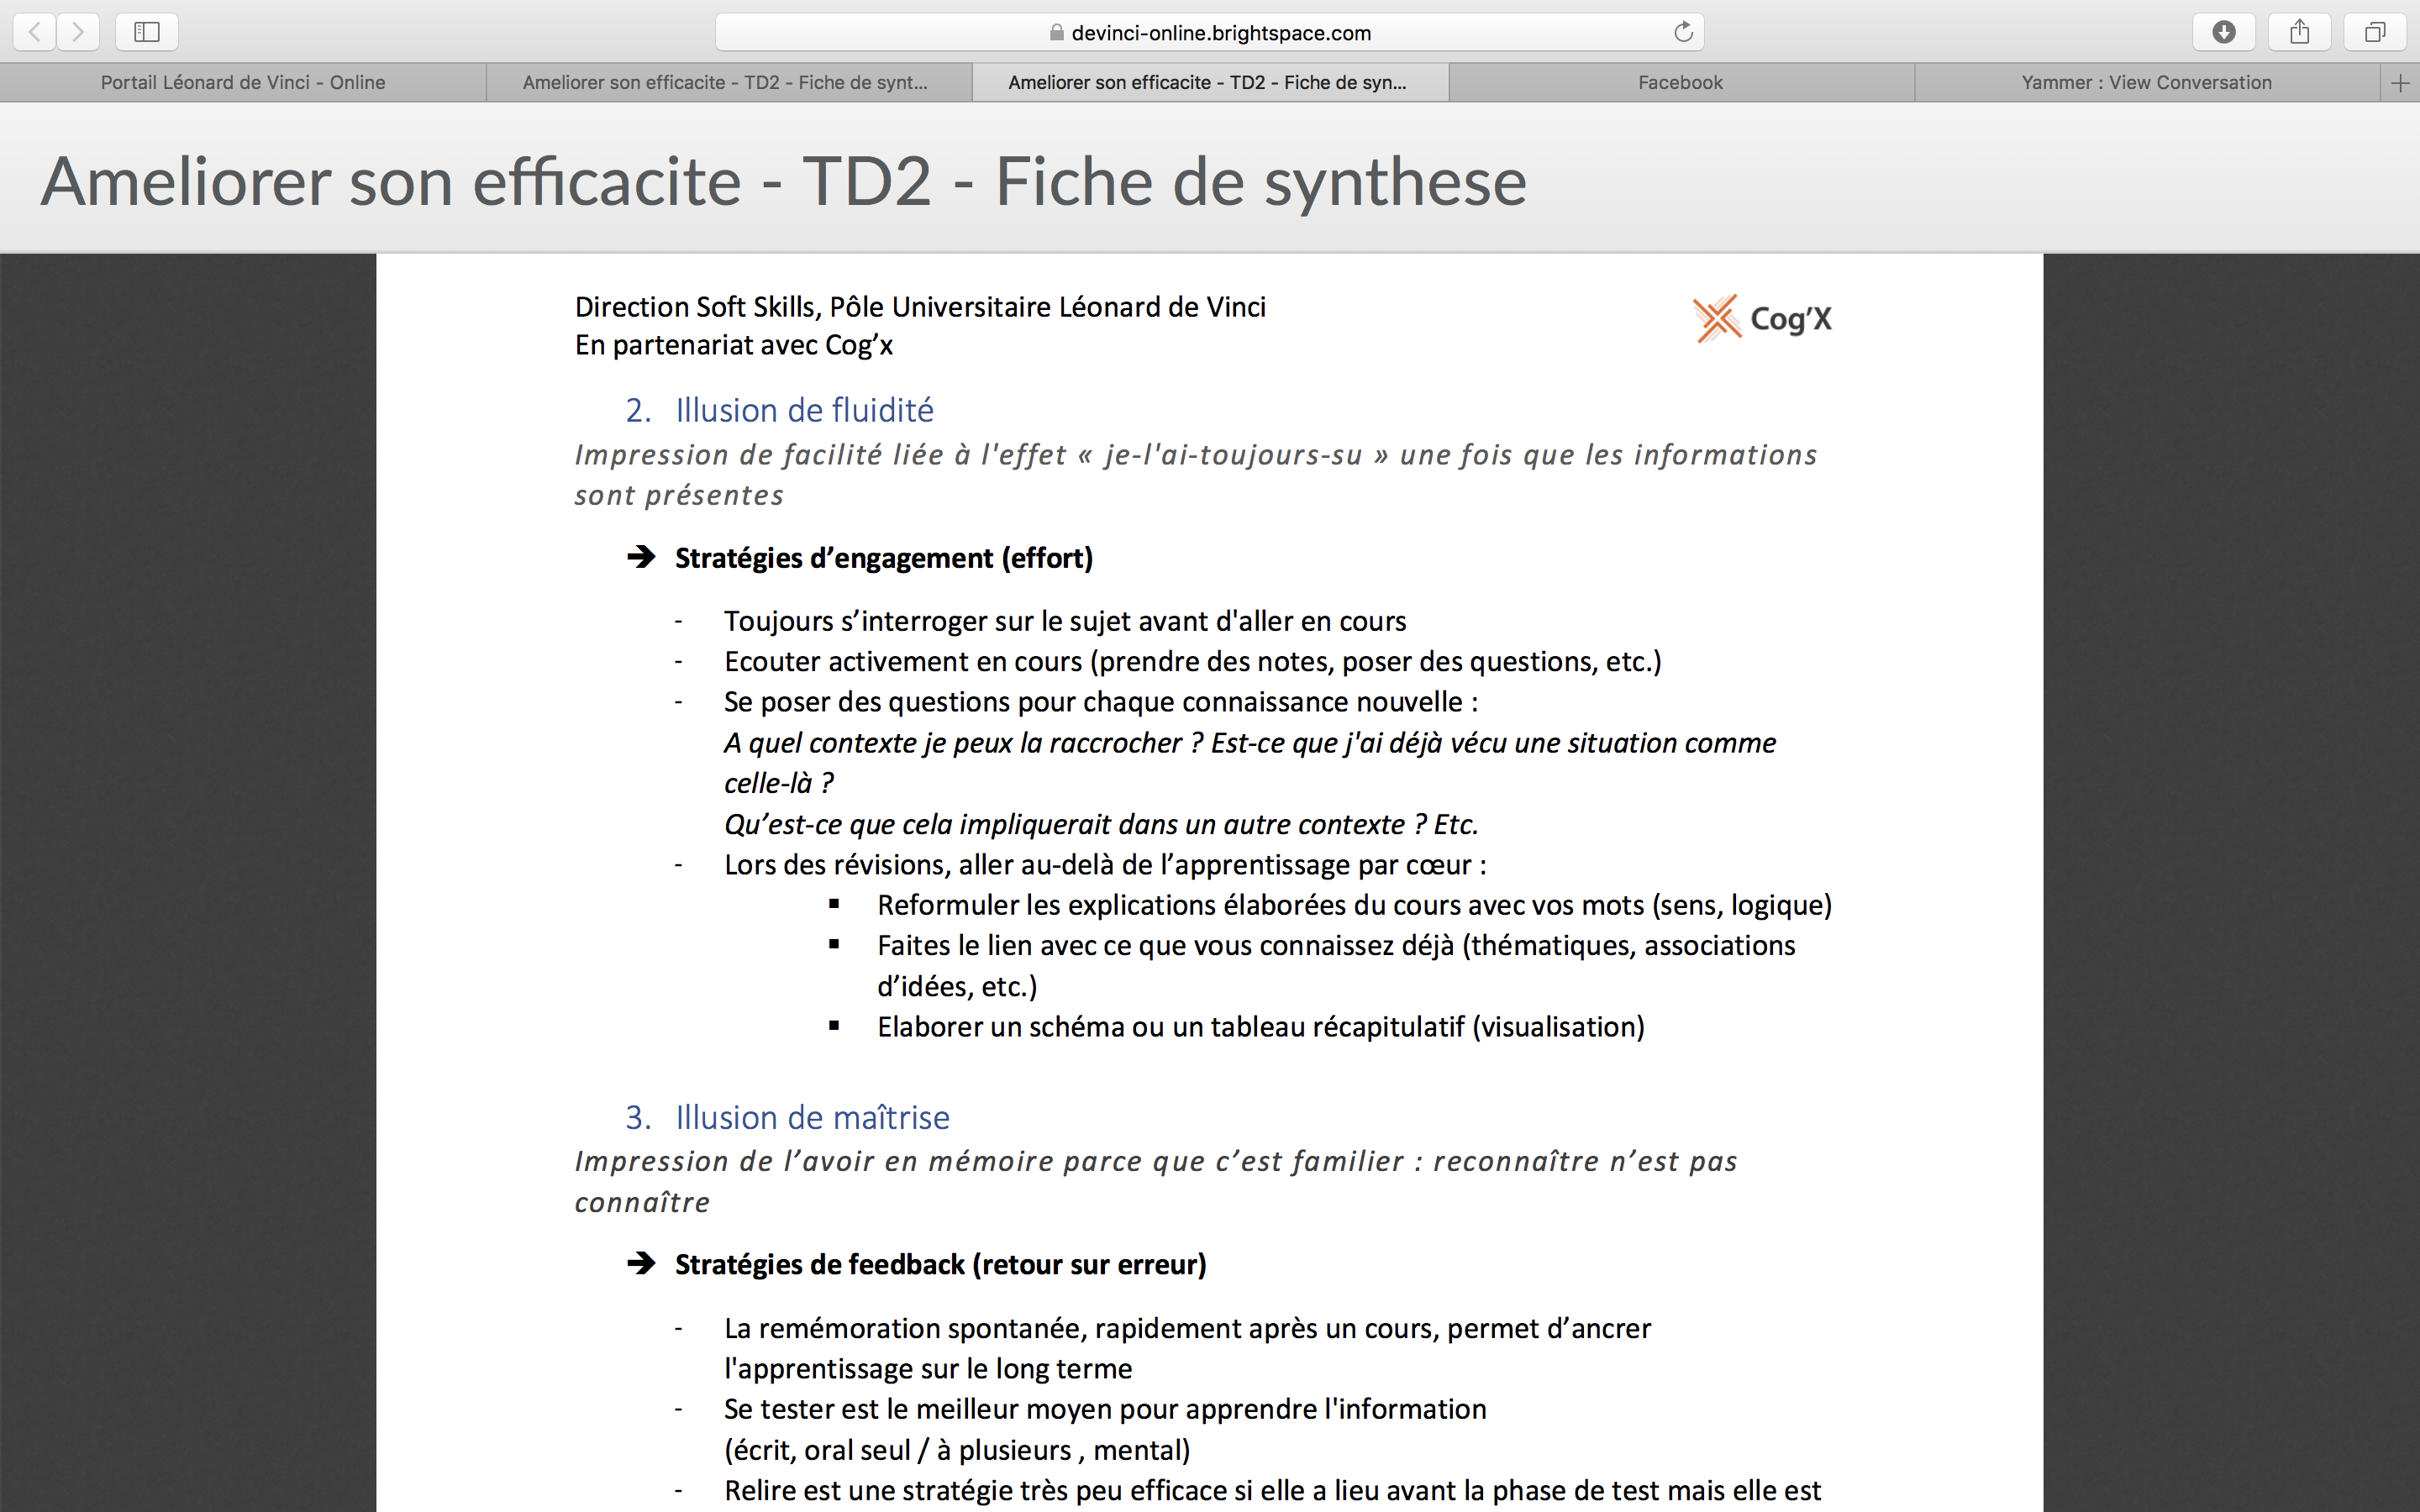 devinci-online.brightspace.com
Portail Léonard de Vinci - Online
Ameliorer son efficacite - TD2 - Fiche de synt...
Ameliorer son efficacite - TD2 - Fiche de syn...
Facebook
Yammer : View Conversation
Ameliorer son efficacite - TD2 - Fiche de synthese
Direction Soft Skills, Pôle Universitaire Léonard de Vinci
En partenariat avec Cog’x
Cog’X
2. Illusion de fluidité
Impression de facilité liée à l'effet « je-l'ai-toujours-su » une fois que les informations
sont présentes
➔ Stratégies d’engagement (effort)
- Toujours s’interroger sur le sujet avant d'aller en cours
- Ecouter activement en cours (prendre des notes, poser des questions, etc.)
- Se poser des questions pour chaque connaissance nouvelle :
A quel contexte je peux la raccrocher ? Est-ce que j'ai déjà vécu une situation comme
celle-là ?
Qu’est-ce que cela impliquerait dans un autre contexte ? Etc.
- Lors des révisions, aller au-delà de l’apprentissage par cœur :
▪ Reformuler les explications élaborées du cours avec vos mots (sens, logique)
▪ Faites le lien avec ce que vous connaissez déjà (thématiques, associations
d’idées, etc.)
▪ Elaborer un schéma ou un tableau récapitulatif (visualisation)
3. Illusion de maîtrise
Impression de l’avoir en mémoire parce que c’est familier : reconnaître n’est pas
connaître
➔ Stratégies de feedback (retour sur erreur)
- La remémoration spontanée, rapidement après un cours, permet d’ancrer
l'apprentissage sur le long terme
- Se tester est le meilleur moyen pour apprendre l'information
(écrit, oral seul / à plusieurs , mental)
- Relire est une stratégie très peu efficace si elle a lieu avant la phase de test mais elle est